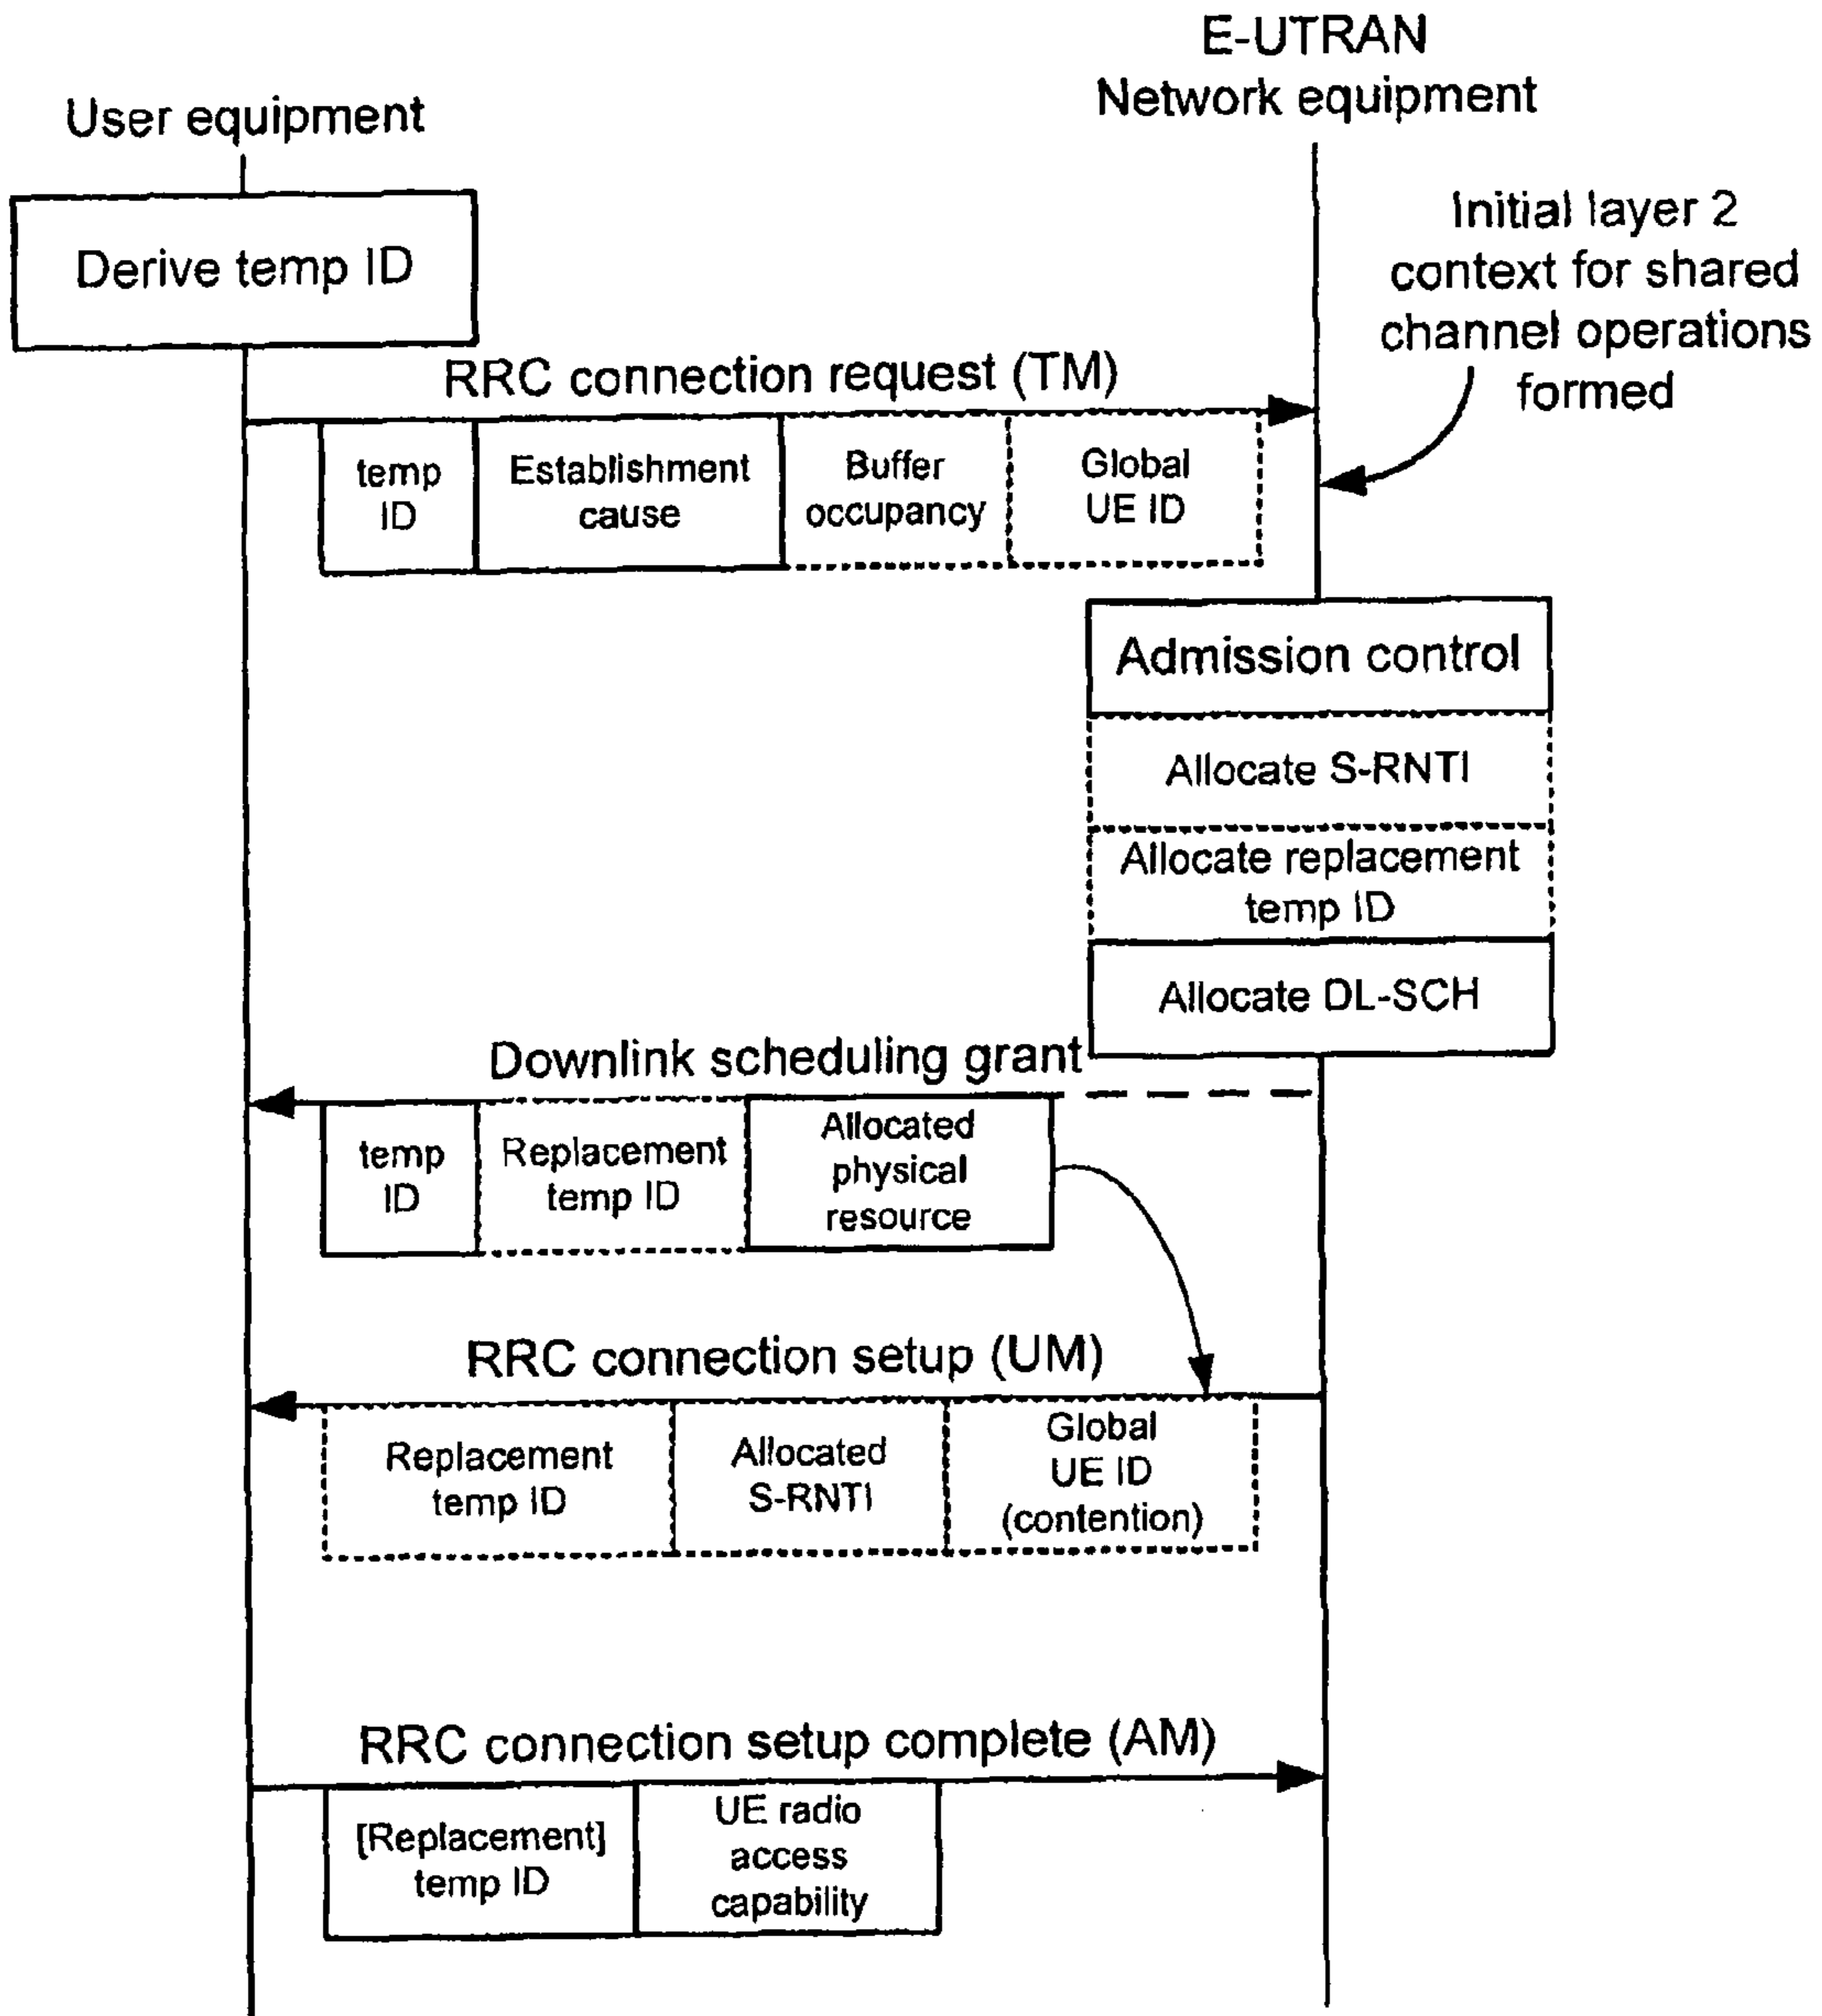 E-UTRAN
Network equipment
User equipment
Initial layer 2
context for shared
channel operations
formed
Derive temp ID
RRC connection request (TM)
temp
ID
Establishment
cause
Buffer
occupancy
Global
UE ID
Admission control
Allocate S-RNTI
Allocate replacement
temp ID
Allocate DL-SCH
Downlink scheduling grant
temp
ID
Replacement
temp ID
Allocated
physical
resource
RRC connection setup (UM)
Replacement
temp ID
Allocated
S-RNTI
Global
UE ID
(contention)
RRC connection setup complete (AM)
[Replacement]
temp ID
UE radio
access
capability